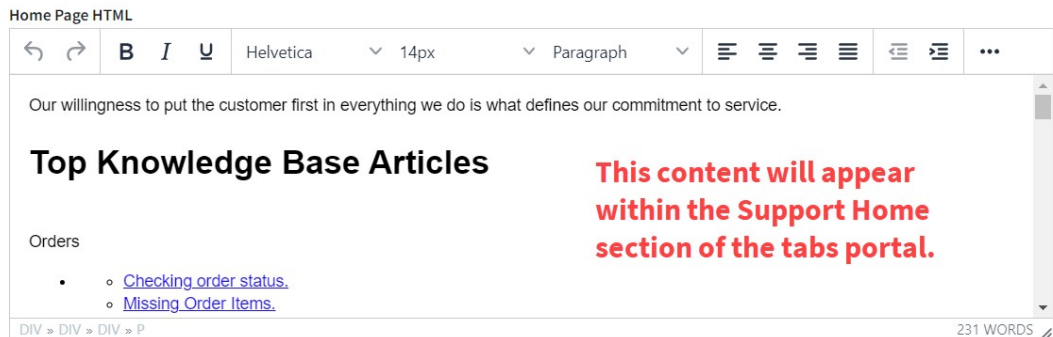 Home Page HTML
B I U Helvetica 14px Paragraph
Our willingness to put the customer first in everything we do is what defines our commitment to service.
Top Knowledge Base Articles
This content will appear
within the Support Home
section of the tabs portal.
Orders
Checking order status.
Missing Order Items.
DIV » DIV » DIV » P
231 WORDS